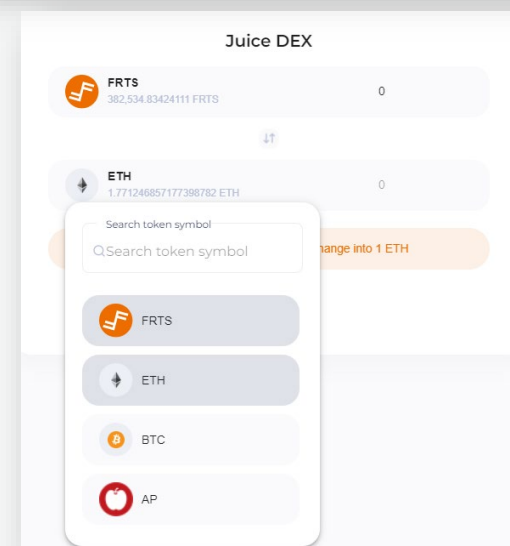 Juice DEX
FRTS
382,534.83424111 FRTS
0
ETH
1.771246857177398782 ETH
0
hange into 1 ETH
Search token symbol
Search token symbol
FRTS
ETH
BTC
AP